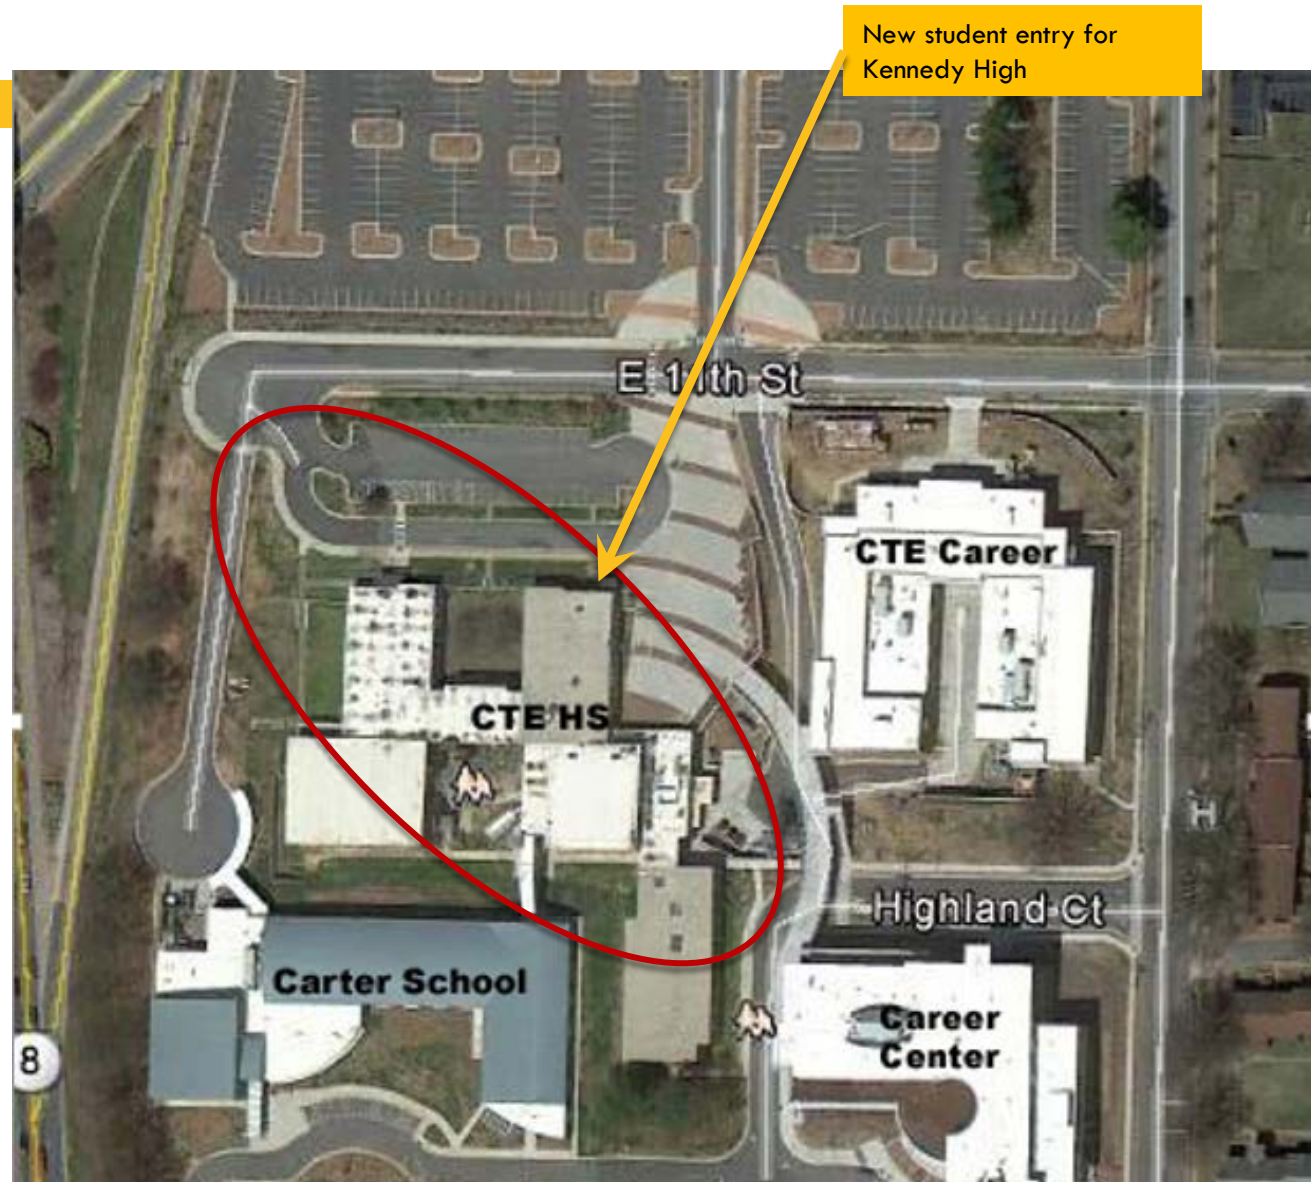 New student entry for
Kennedy High
E 11th St
CTE Career
CTE HS
H
Highland Ct
Carter School
Career
Center
8